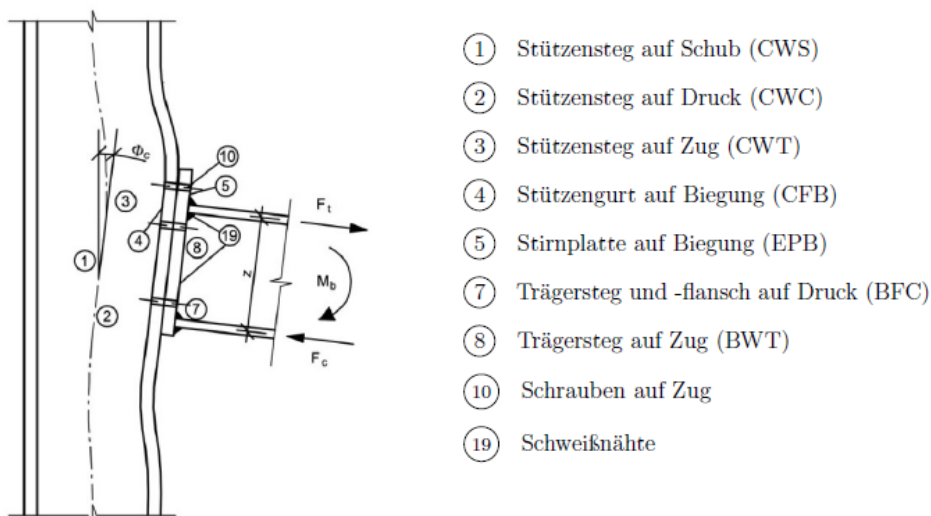 1 Stützensteg auf Schub (CWS)
2 Stützensteg auf Druck (CWC)
3 Stützensteg auf Zug (CWT)
4 Stützengurt auf Biegung (CFB)
5 Stirnplatte auf Biegung (EPB)
7 Trägersteg und -flansch auf Druck (BFC)
8 Trägersteg auf Zug (BWT)
10 Schrauben auf Zug
19 Schweißnähte
Φc
10
5
3
Ft
4
8
19
1
z
Mb
7
2
Fc